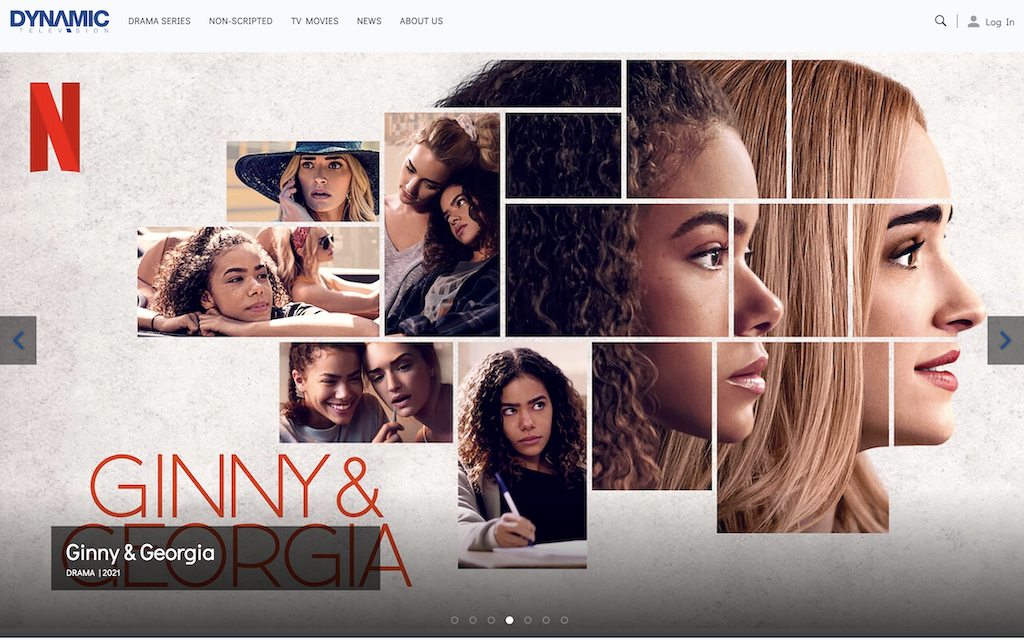 DYNAMIC
TELEVISION
DRAMA SERIES
NON-SCRIPTED
TV MOVIES
NEWS
ABOUT US
Log In
N
GINNY &
GEORGIA
Ginny & Georgia
DRAMA | 2021